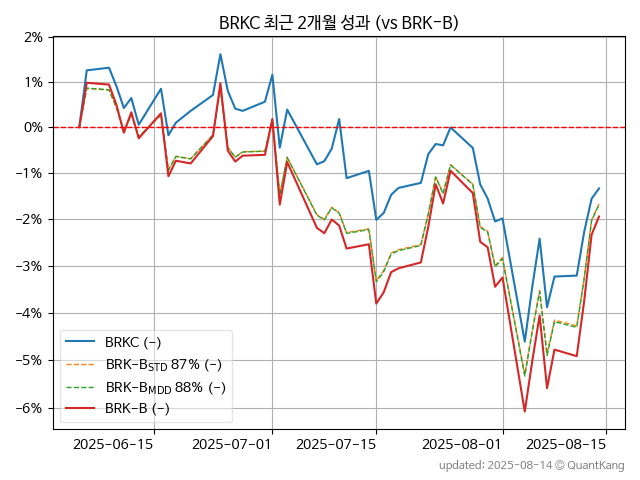 BRKC 최근 2개월 성과 (vs BRK-B)
2%
1%
0%
-1%
-2%
-3%
-4%
-5%
-6%
BRKC (-)
BRK-BSTD 87% (-)
BRK-BMDD 88% (-)
BRK-B (-)
2025-06-15 2025-07-01 2025-07-15 2025-08-01 2025-08-15
updated: 2025-08-14 © QuantKang